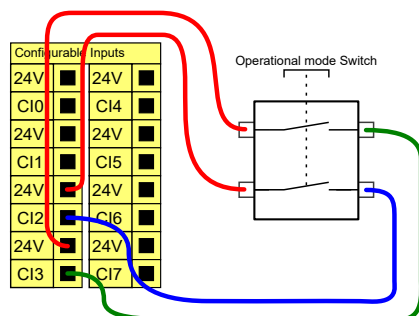 Configurable Inputs
Operational mode Switch
24V 24V
CI0 CI4
24V 24V
CI1 CI5
24V 24V
CI2 CI6
24V 24V
CI3 CI7